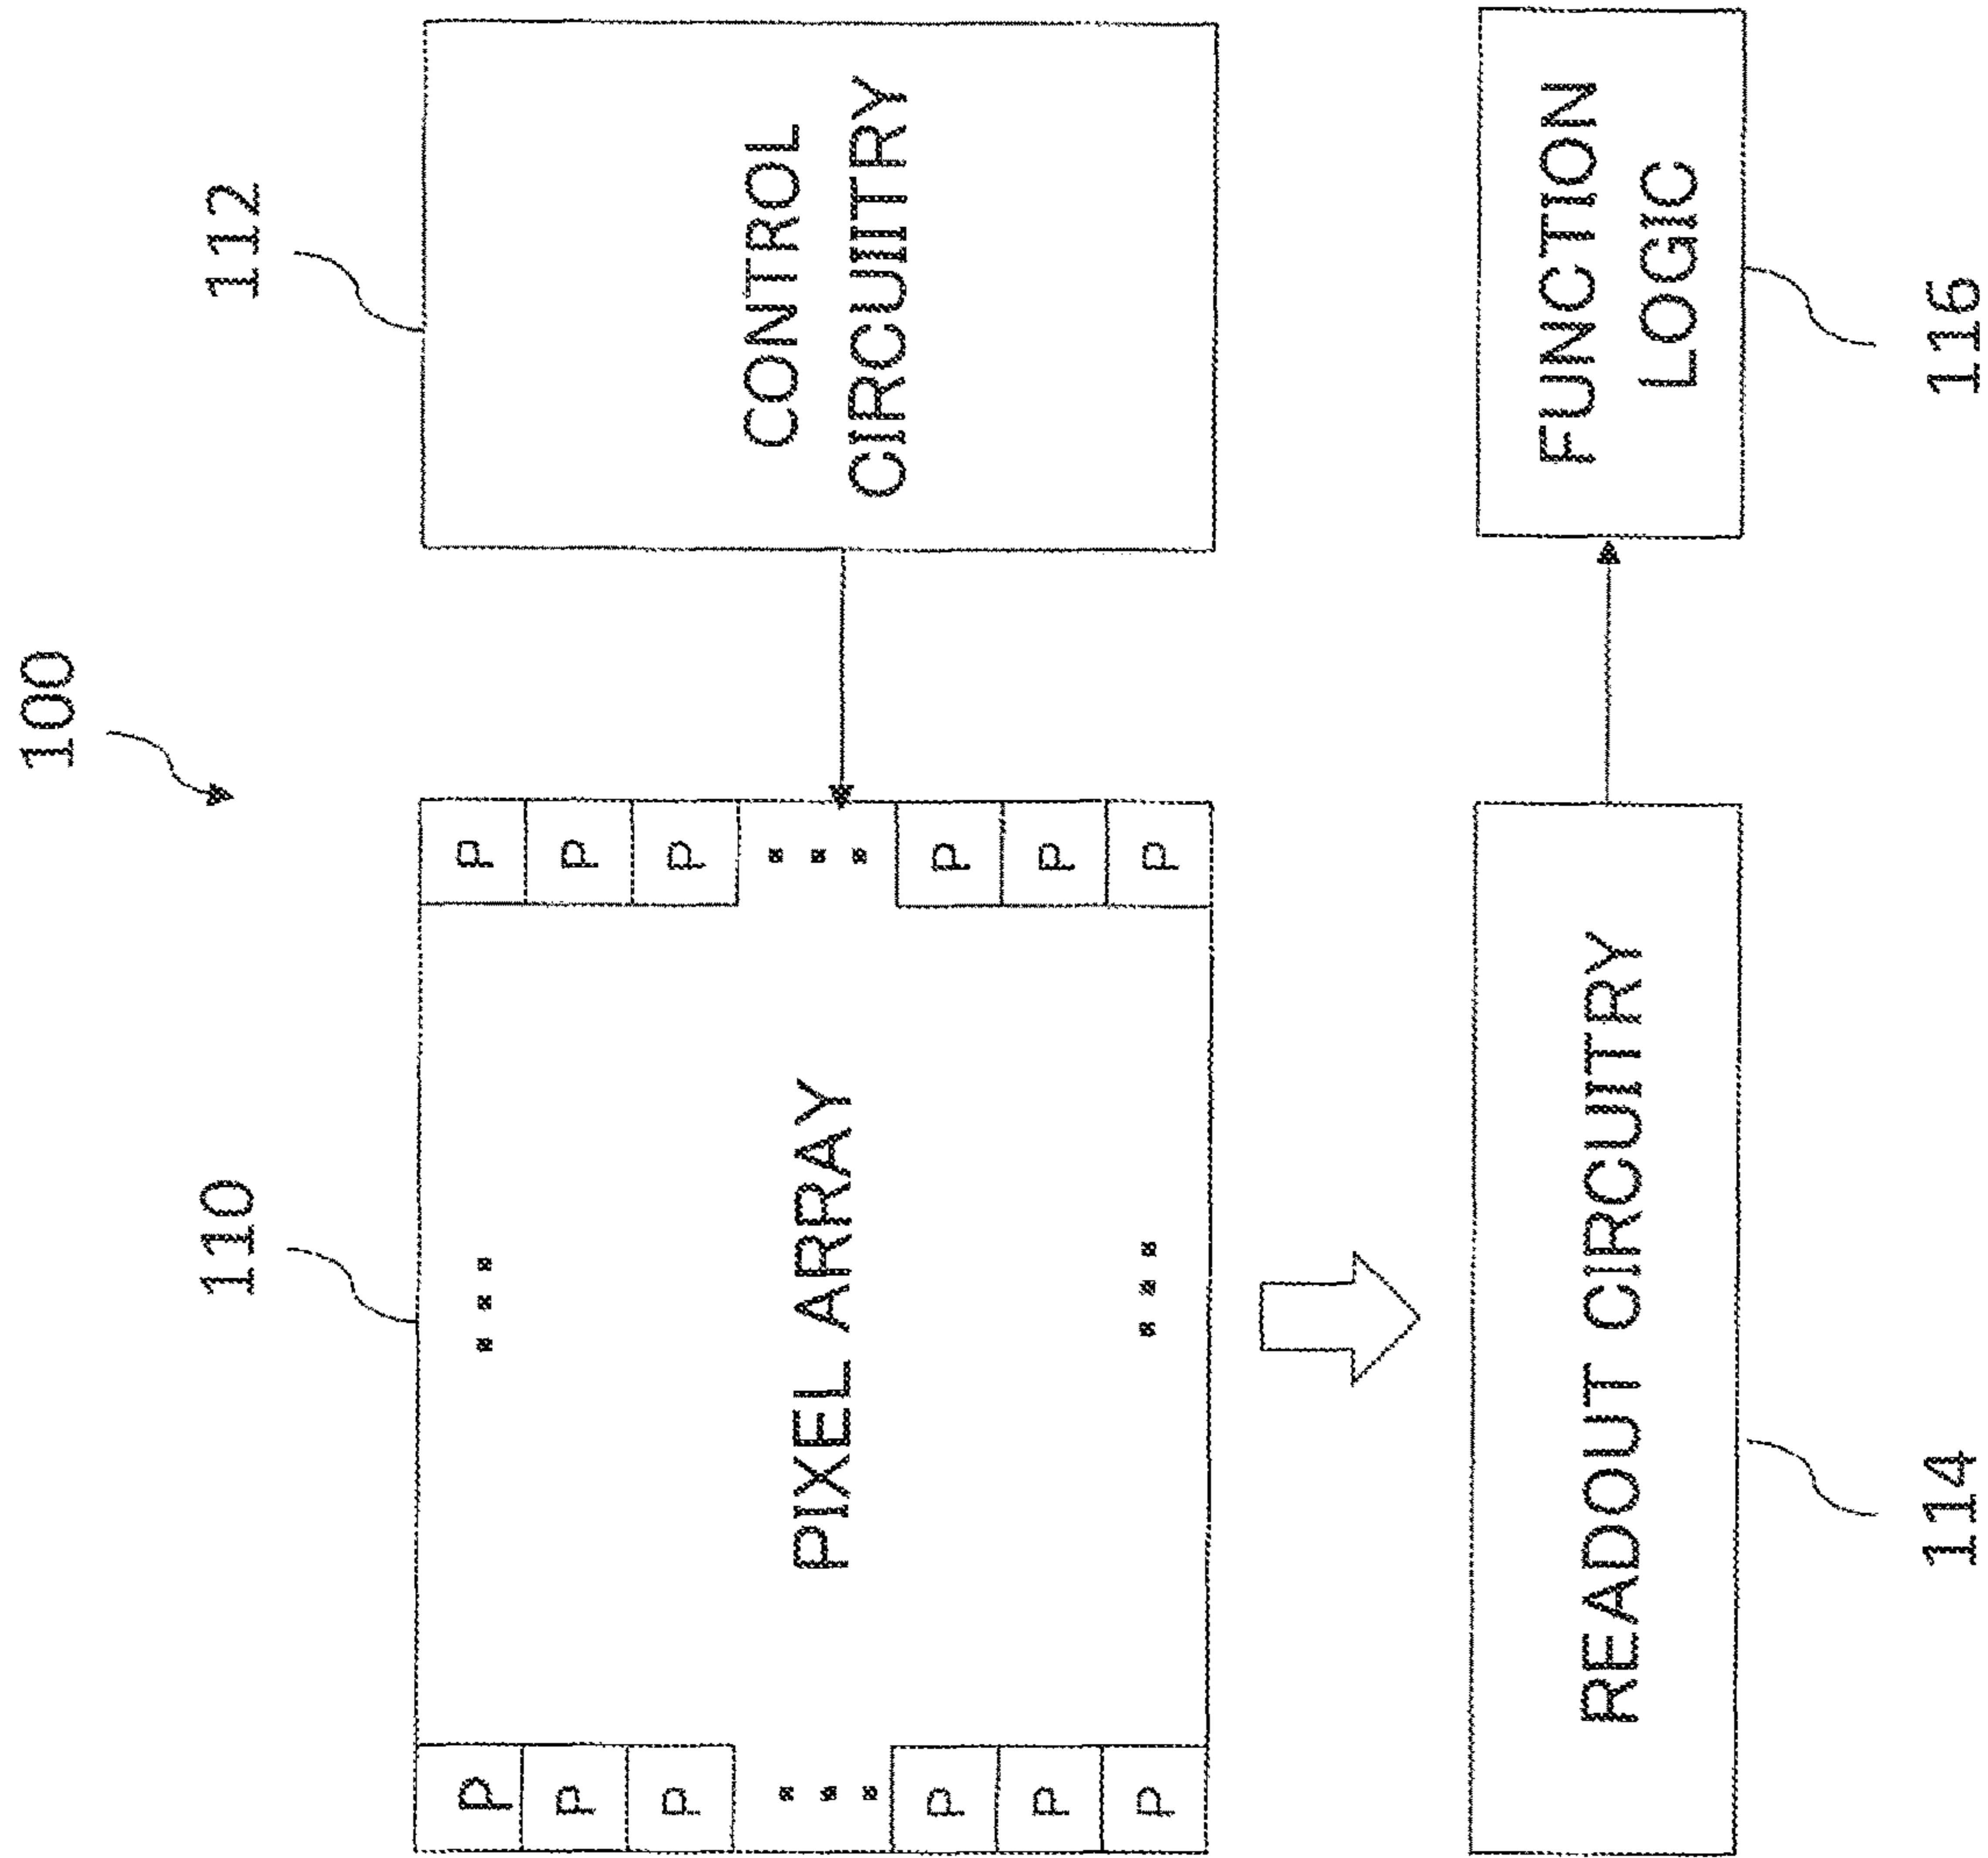 100
110
112
P P
P P
P P
PIXEL ARRAY
CONTROL
CIRCUITRY
P P
P P
P P
READOUT CIRCUITRY
FUNCTION
LOGIC
114
116